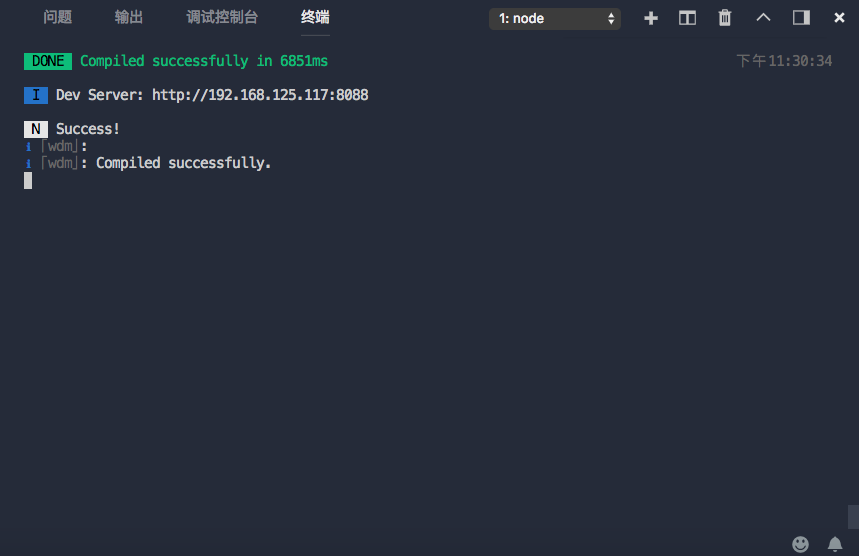 问题 输出 调试控制台 终端 1: node
DONE Compiled successfully in 6851ms 下午11:30:34
I Dev Server: http://192.168.125.117:8088
N Success!
ℹ ｢wdm｣:
ℹ ｢wdm｣: Compiled successfully.